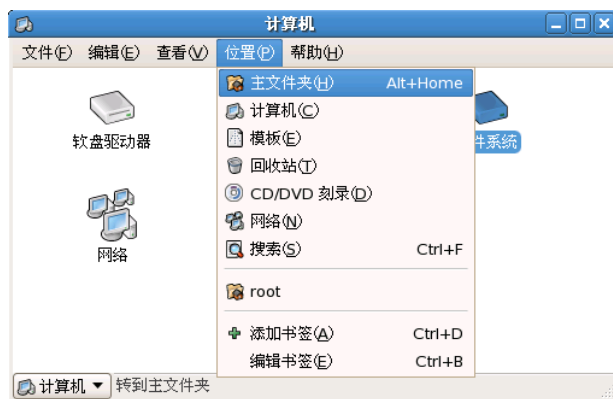 计算机
文件(F) 编辑(E) 查看(V) 位置(P) 帮助(H)
主文件夹(H) Alt+Home
计算机(C)
模板(E)
回收站(T)
CD/DVD 刻录(D)
网络(N)
搜索(S) Ctrl+F
root
添加书签(A) Ctrl+D
编辑书签(E) Ctrl+B
软盘驱动器
件系统
网络
计算机 转到主文件夹